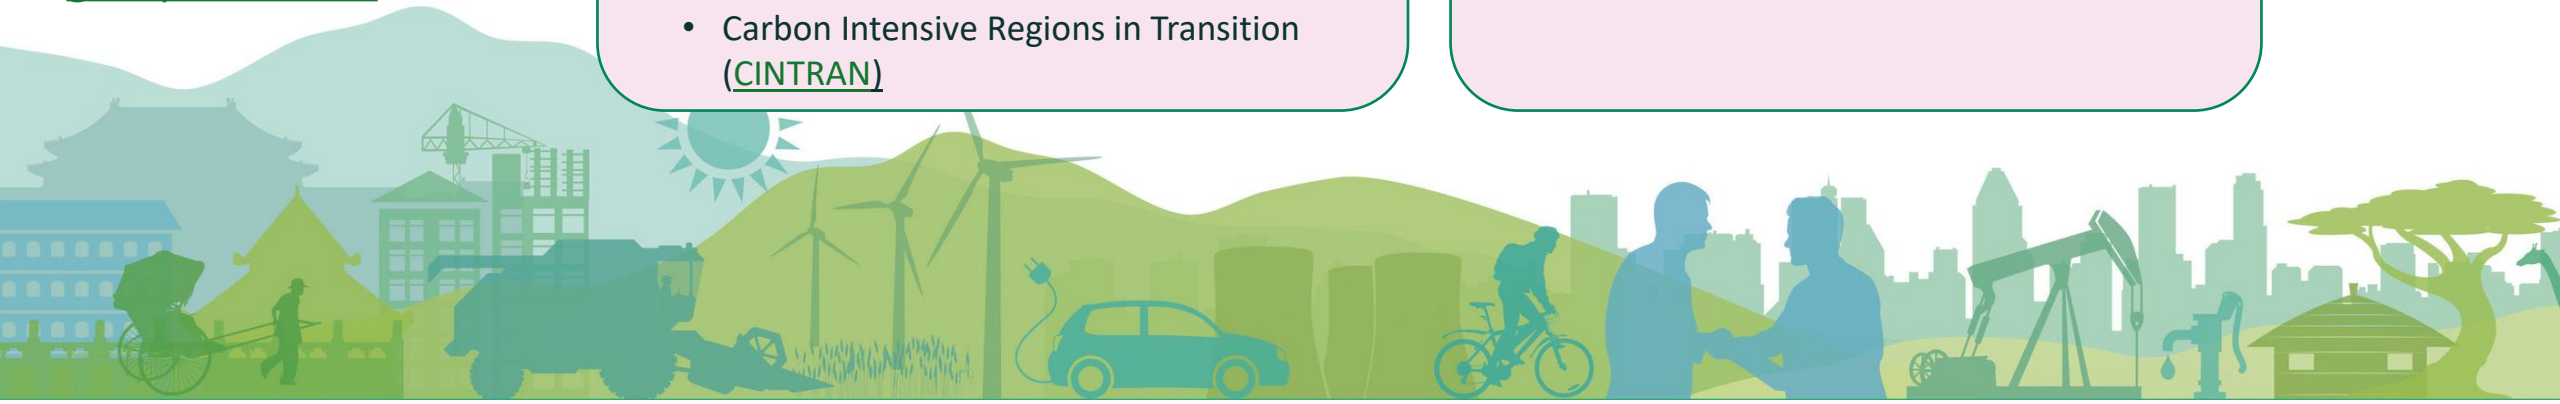 • Carbon Intensive Regions in Transition
(CINTRAN)